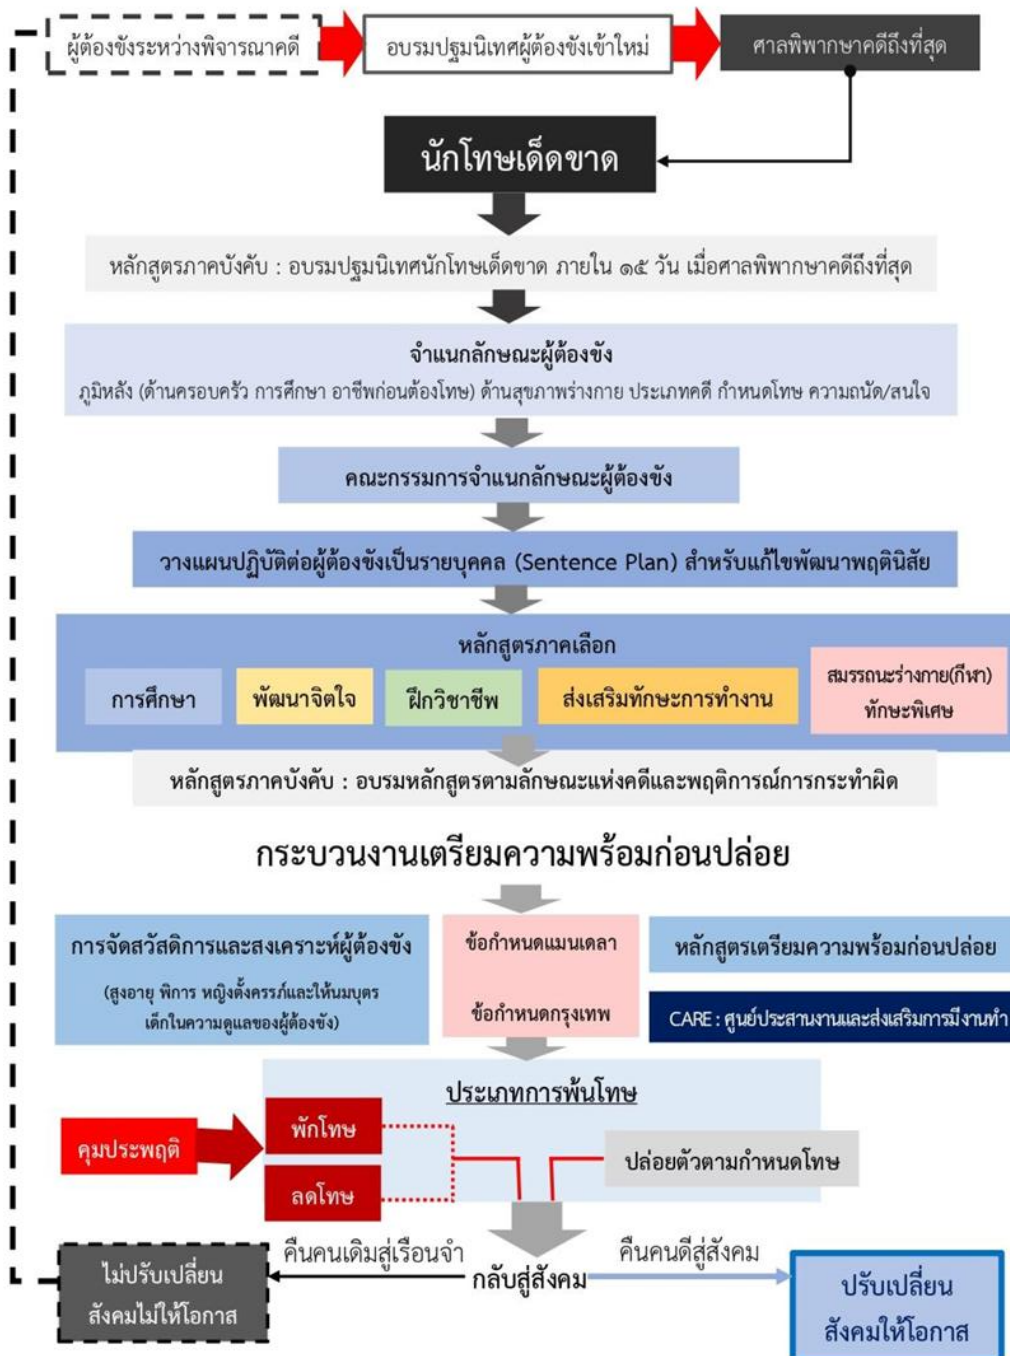 ผู้ต้องขังระหว่างพิจารณาคดี
อบรมปฐมนิเทศผู้ต้องขังเข้าใหม่
ศาลพิพากษาคดีถึงที่สุด
นักโทษเด็ดขาด
หลักสูตรภาคบังคับ : อบรมปฐมนิเทศนักโทษเด็ดขาด ภายใน ๑๕ วัน เมื่อศาลพิพากษาคดีถึงที่สุด
จำแนกลักษณะผู้ต้องขัง
ภูมิหลัง (ด้านครอบครัว การศึกษา อาชีพก่อนต้องโทษ) ด้านสุขภาพร่างกาย ประเภทคดี กำหนดโทษ ความถนัด/สนใจ
คณะกรรมการจำแนกลักษณะผู้ต้องขัง
วางแผนปฏิบัติต่อผู้ต้องขังเป็นรายบุคคล (Sentence Plan) สำหรับแก้ไขพัฒนาพฤตินิสัย
หลักสูตรภาคเลือก
การศึกษา
พัฒนาจิตใจ
ฝึกวิชาชีพ
ส่งเสริมทักษะการทำงาน
สมรรถนะร่างกาย(กีฬา)
ทักษะพิเศษ
หลักสูตรภาคบังคับ : อบรมหลักสูตรตามลักษณะแห่งคดีและพฤติการณ์การกระทำผิด
กระบวนงานเตรียมความพร้อมก่อนปล่อย
การจัดสวัสดิการและสงเคราะห์ผู้ต้องขัง
(สูงอายุ พิการ หญิงตั้งครรภ์และให้นมบุตร
เด็กในความดูแลของผู้ต้องขัง)
ข้อกำหนดแมนเดลา
ข้อกำหนดกรุงเทพ
หลักสูตรเตรียมความพร้อมก่อนปล่อย
CARE : ศูนย์ประสานงานและส่งเสริมการมีงานทำ
ประเภทการพ้นโทษ
คุมประพฤติ
พักโทษ
ลดโทษ
ปล่อยตัวตามกำหนดโทษ
คืนคนเดิมสู่เรือนจำ
กลับสู่สังคม
คืนคนดีสู่สังคม
ไม่ปรับเปลี่ยน
สังคมไม่ให้โอกาส
ปรับเปลี่ยน
สังคมให้โอกาส